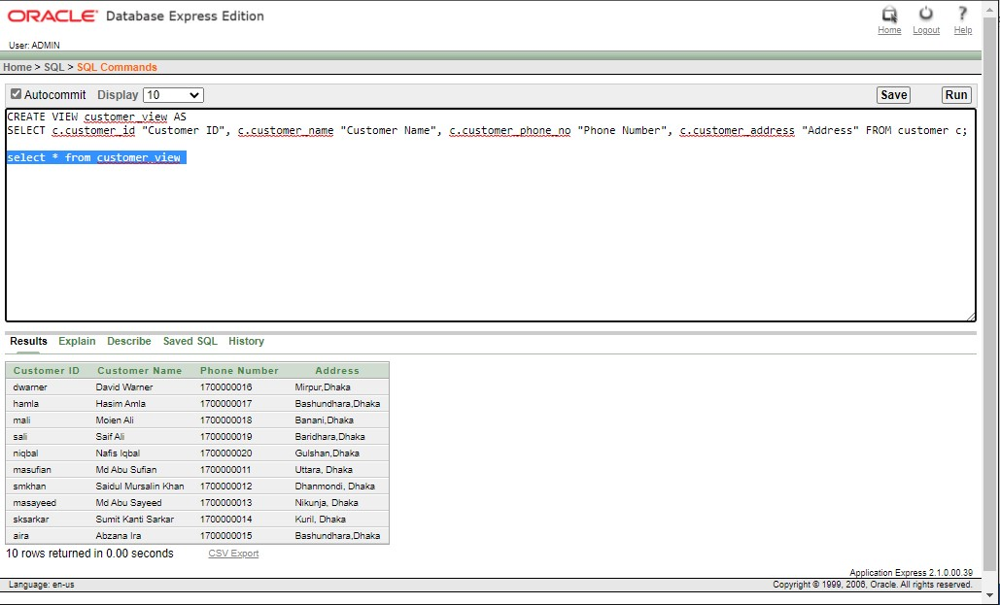 ORACLE® Database Express Edition
Home Logout Help
User: ADMIN
Home > SQL > SQL Commands
Autocommit Display 10 Save Run
CREATE VIEW customer_view AS
SELECT c.customer_id "Customer ID", c.customer_name "Customer Name", c.customer_phone_no "Phone Number", c.customer_address "Address" FROM customer c;
select * from customer_view
Results Explain Describe Saved SQL History
Customer ID Customer Name Phone Number Address
dwarner David Warner 1700000016 Mirpur,Dhaka
hamla Hasim Amla 1700000017 Bashundhara,Dhaka
mali Moien Ali 1700000018 Banani,Dhaka
sali Saif Ali 1700000019 Baridhara,Dhaka
niqbal Nafis Iqbal 1700000020 Gulshan,Dhaka
masufian Md Abu Sufian 1700000011 Uttara, Dhaka
smkhan Saidul Mursalin Khan 1700000012 Dhanmondi, Dhaka
masayeed Md Abu Sayeed 1700000013 Nikunja, Dhaka
sksarkar Sumit Kanti Sarkar 1700000014 Kuril, Dhaka
aira Abzana Ira 1700000015 Bashundhara,Dhaka
10 rows returned in 0.00 seconds CSV Export
Application Express 2.1.0.00.39
Language: en-us Copyright © 1999, 2006, Oracle. All rights reserved.